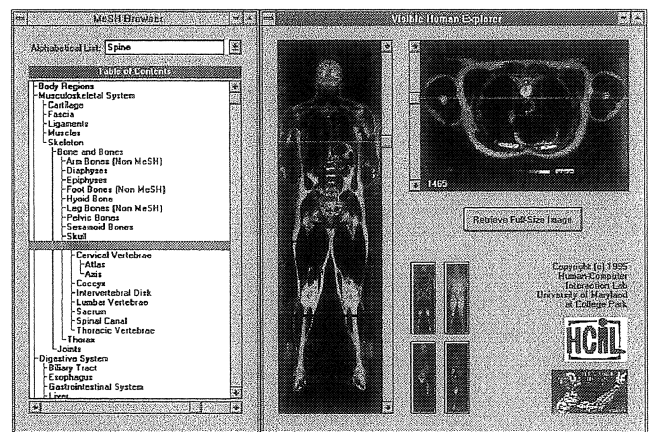 MeSH Browser
Alphabetical List: Spine
Table of Contents
Body Regions
Musculoskeletal System
Cartilage
Fascia
Ligaments
Muscles
Skeleton
Bone and Bones
Arm Bones (Non MeSH)
Diaphyses
Epiphyses
Foot Bones (Non MeSH)
Hyoid Bone
Leg Bones (Non MeSH)
Pelvic Bones
Sesamoid Bones
Skull
Cervical Vertebrae
Atlas
Axis
Coccyx
Intervertebral Disk
Lumbar Vertebrae
Sacrum
Spinal Canal
Thoracic Vertebrae
Thorax
Joints
Digestive System
Biliary Tract
Esophagus
Gastrointestinal System
Liver
Visible Human Explorer
1465
Retrieve Full-Size Image
Copyright (c) 1995
Human-Computer
Interaction Lab
University of Maryland
at College Park
HCIL